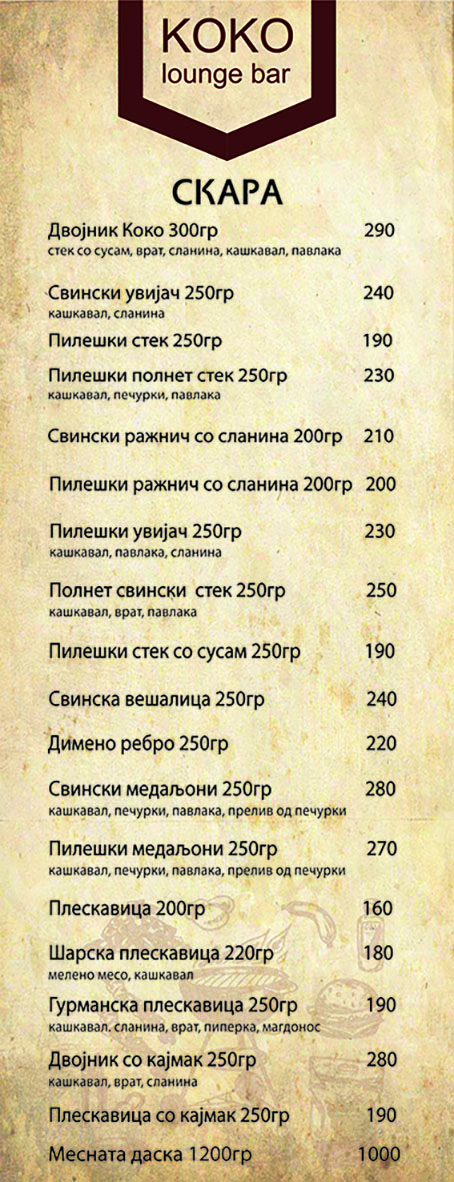 KOKO
lounge bar
СКАРА
Двојник Коко 300гр 290
стек со сусам, врат, сланина, кашкавал, павлака
Свински увијач 250гр 240
кашкавал, сланина
Пилешки стек 250гр 190
Пилешки полнет стек 250гр 230
кашкавал, печурки, павлака
Свински ражнич со сланина 200гр 210
Пилешки ражнич со сланина 200гр 200
Пилешки увијач 250гр 230
кашкавал, павлака, сланина
Полнет свински стек 250гр 250
кашкавал, врат, павлака
Пилешки стек со сусам 250гр 190
Свинска вешалица 250гр 240
Димено ребро 250гр 220
Свински медаљони 250гр 280
кашкавал, печурки, павлака, прелив од печурки
Пилешки медаљони 250гр 270
кашкавал, печурки, павлака, прелив од печурки
Плескавица 200гр 160
Шарска плескавица 220гр 180
мелено месо, кашкавал
Гурманска плескавица 250гр 190
кашкавал. сланина, врат, пиперка, магдонос
Двојник со кајмак 250гр 280
кашкавал, врат, сланина
Плескавица со кајмак 250гр 190
Месната даска 1200гр 1000